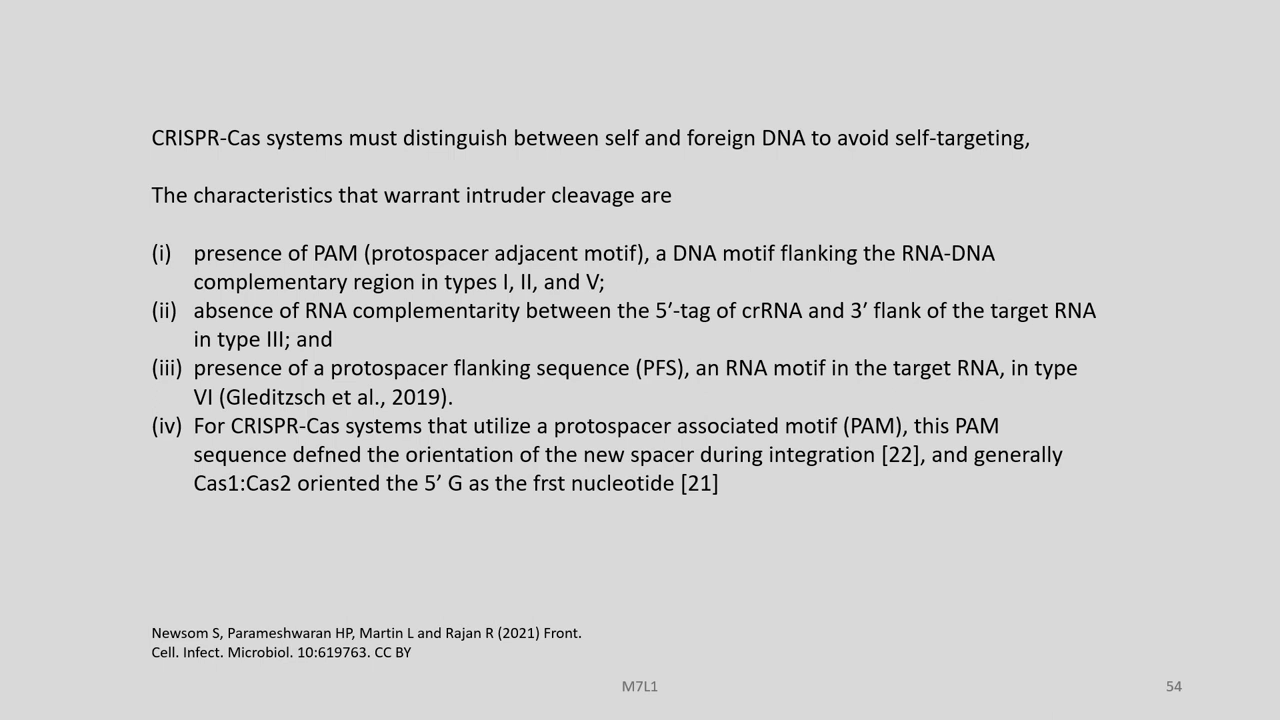 CRISPR-Cas systems must distinguish between self and foreign DNA to avoid self-targeting,
The characteristics that warrant intruder cleavage are
(i) presence of PAM (protospacer adjacent motif), a DNA motif flanking the RNA-DNA
complementary region in types I, II, and V;
(ii) absence of RNA complementarity between the 5′-tag of crRNA and 3′ flank of the target RNA
in type III; and
(iii) presence of a protospacer flanking sequence (PFS), an RNA motif in the target RNA, in type
VI (Gleditzsch et al., 2019).
(iv) For CRISPR-Cas systems that utilize a protospacer associated motif (PAM), this PAM
sequence defned the orientation of the new spacer during integration [22], and generally
Cas1:Cas2 oriented the 5′ G as the frst nucleotide [21]
Newsom S, Parameshwaran HP, Martin L and Rajan R (2021) Front.
Cell. Infect. Microbiol. 10:619763. CC BY
M7L1
54